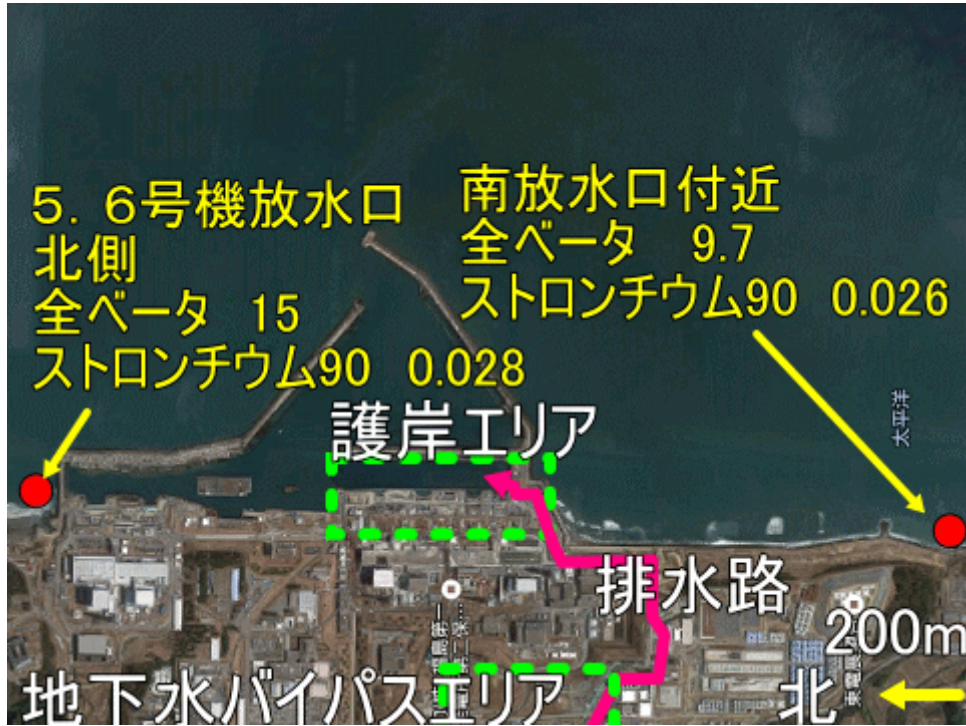 5．6号機放水口
北側
全ベータ　15
ストロンチウム90　0.028
南放水口付近
全ベータ　9.7
ストロンチウム90　0.026
太平洋
護岸エリア
排水路
200m
地下水バイパスエリア
北